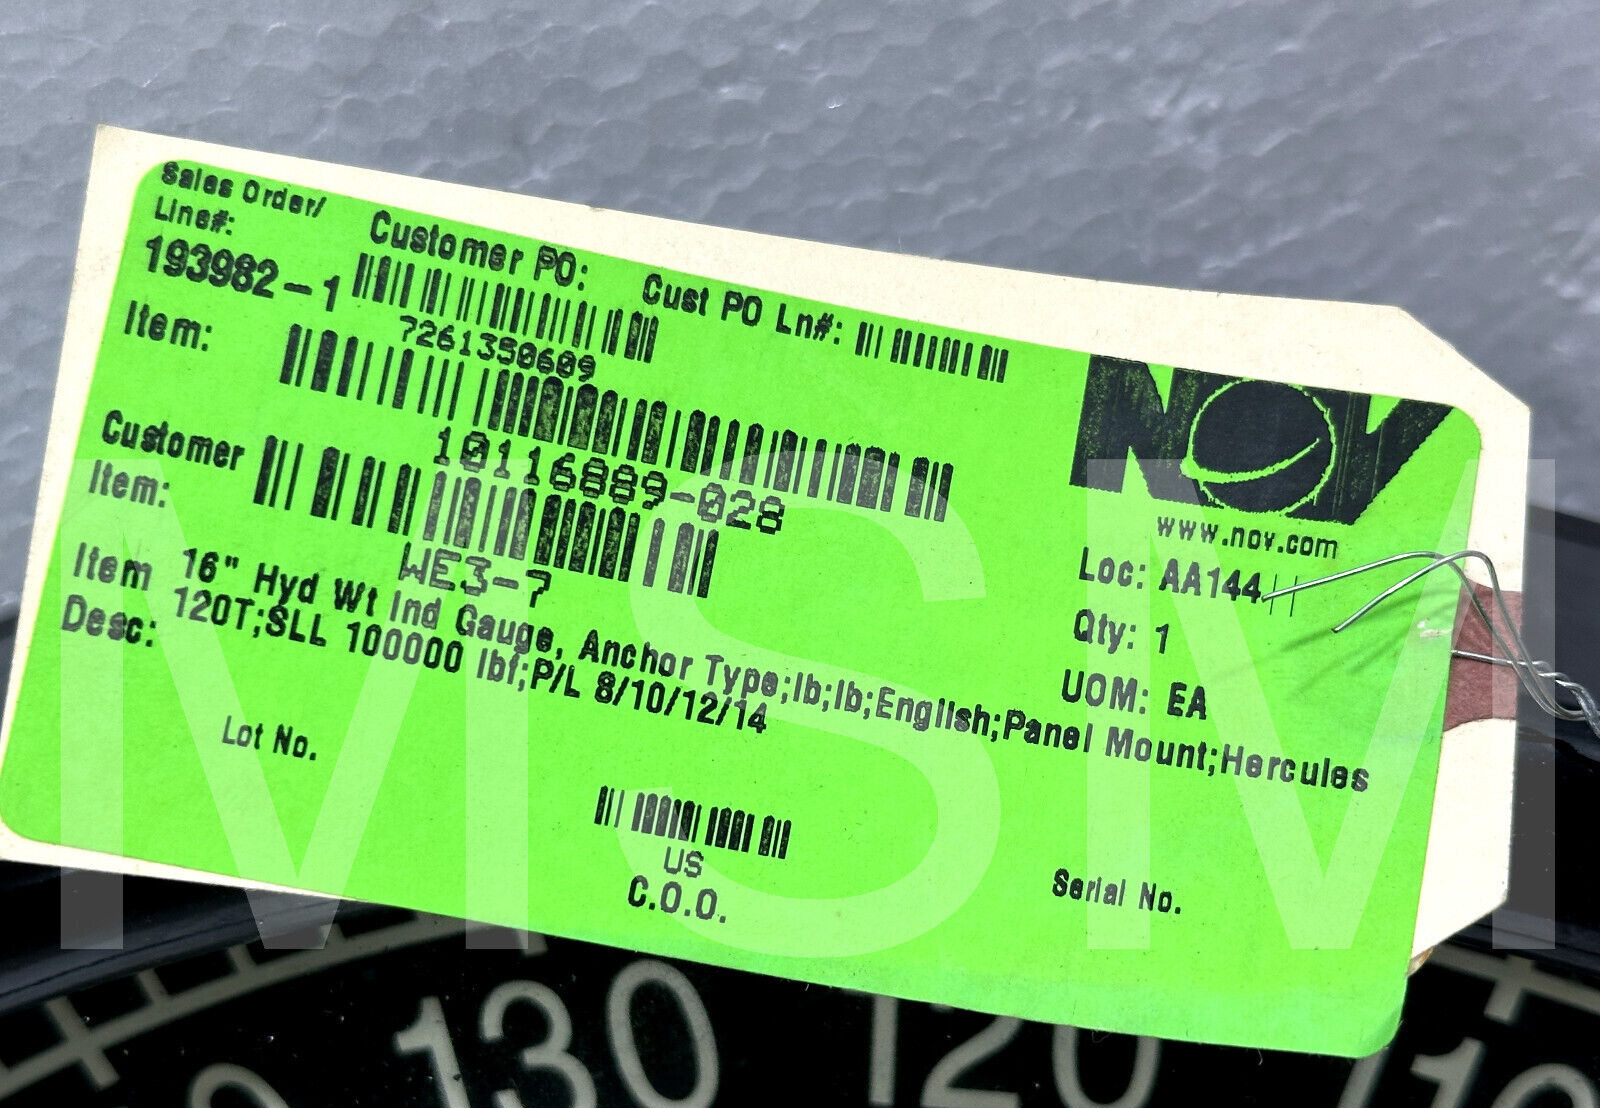 Sales Order/
Line#:
193982-1
Customer PO:
7261350609
Cust PO Ln#:
Item:
10116889-028
Customer
Item:
WE3-7
NOV
www.nov.com
Loc: AA144
Qty: 1
UOM: EA
Item
Desc:
16" Hyd Wt Ind Gauge, Anchor Type;lb;lb;English;Panel Mount;Hercules
120T;SLL 100000 lbf;P/L 8/10/12/14
Lot No.
US
C.O.O.
Serial No.
MSM
130
120
110